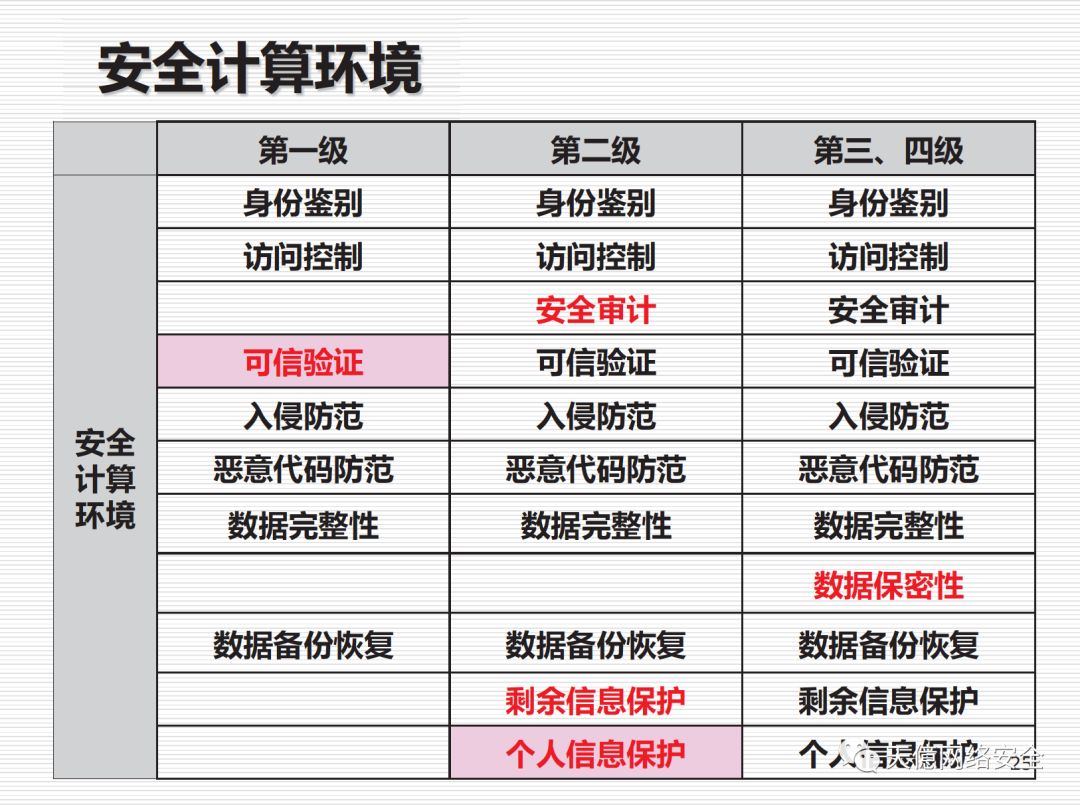 安全计算环境
第一级 第二级 第三、四级
身份鉴别 身份鉴别 身份鉴别
访问控制 访问控制 访问控制
安全审计 安全审计
可信验证 可信验证 可信验证
入侵防范 入侵防范 入侵防范
恶意代码防范 恶意代码防范 恶意代码防范
安全
计算
环境
数据完整性 数据完整性 数据完整性
数据保密性
数据备份恢复 数据备份恢复 数据备份恢复
剩余信息保护 剩余信息保护
个人信息保护 个人信息保护
天億网络安全
25